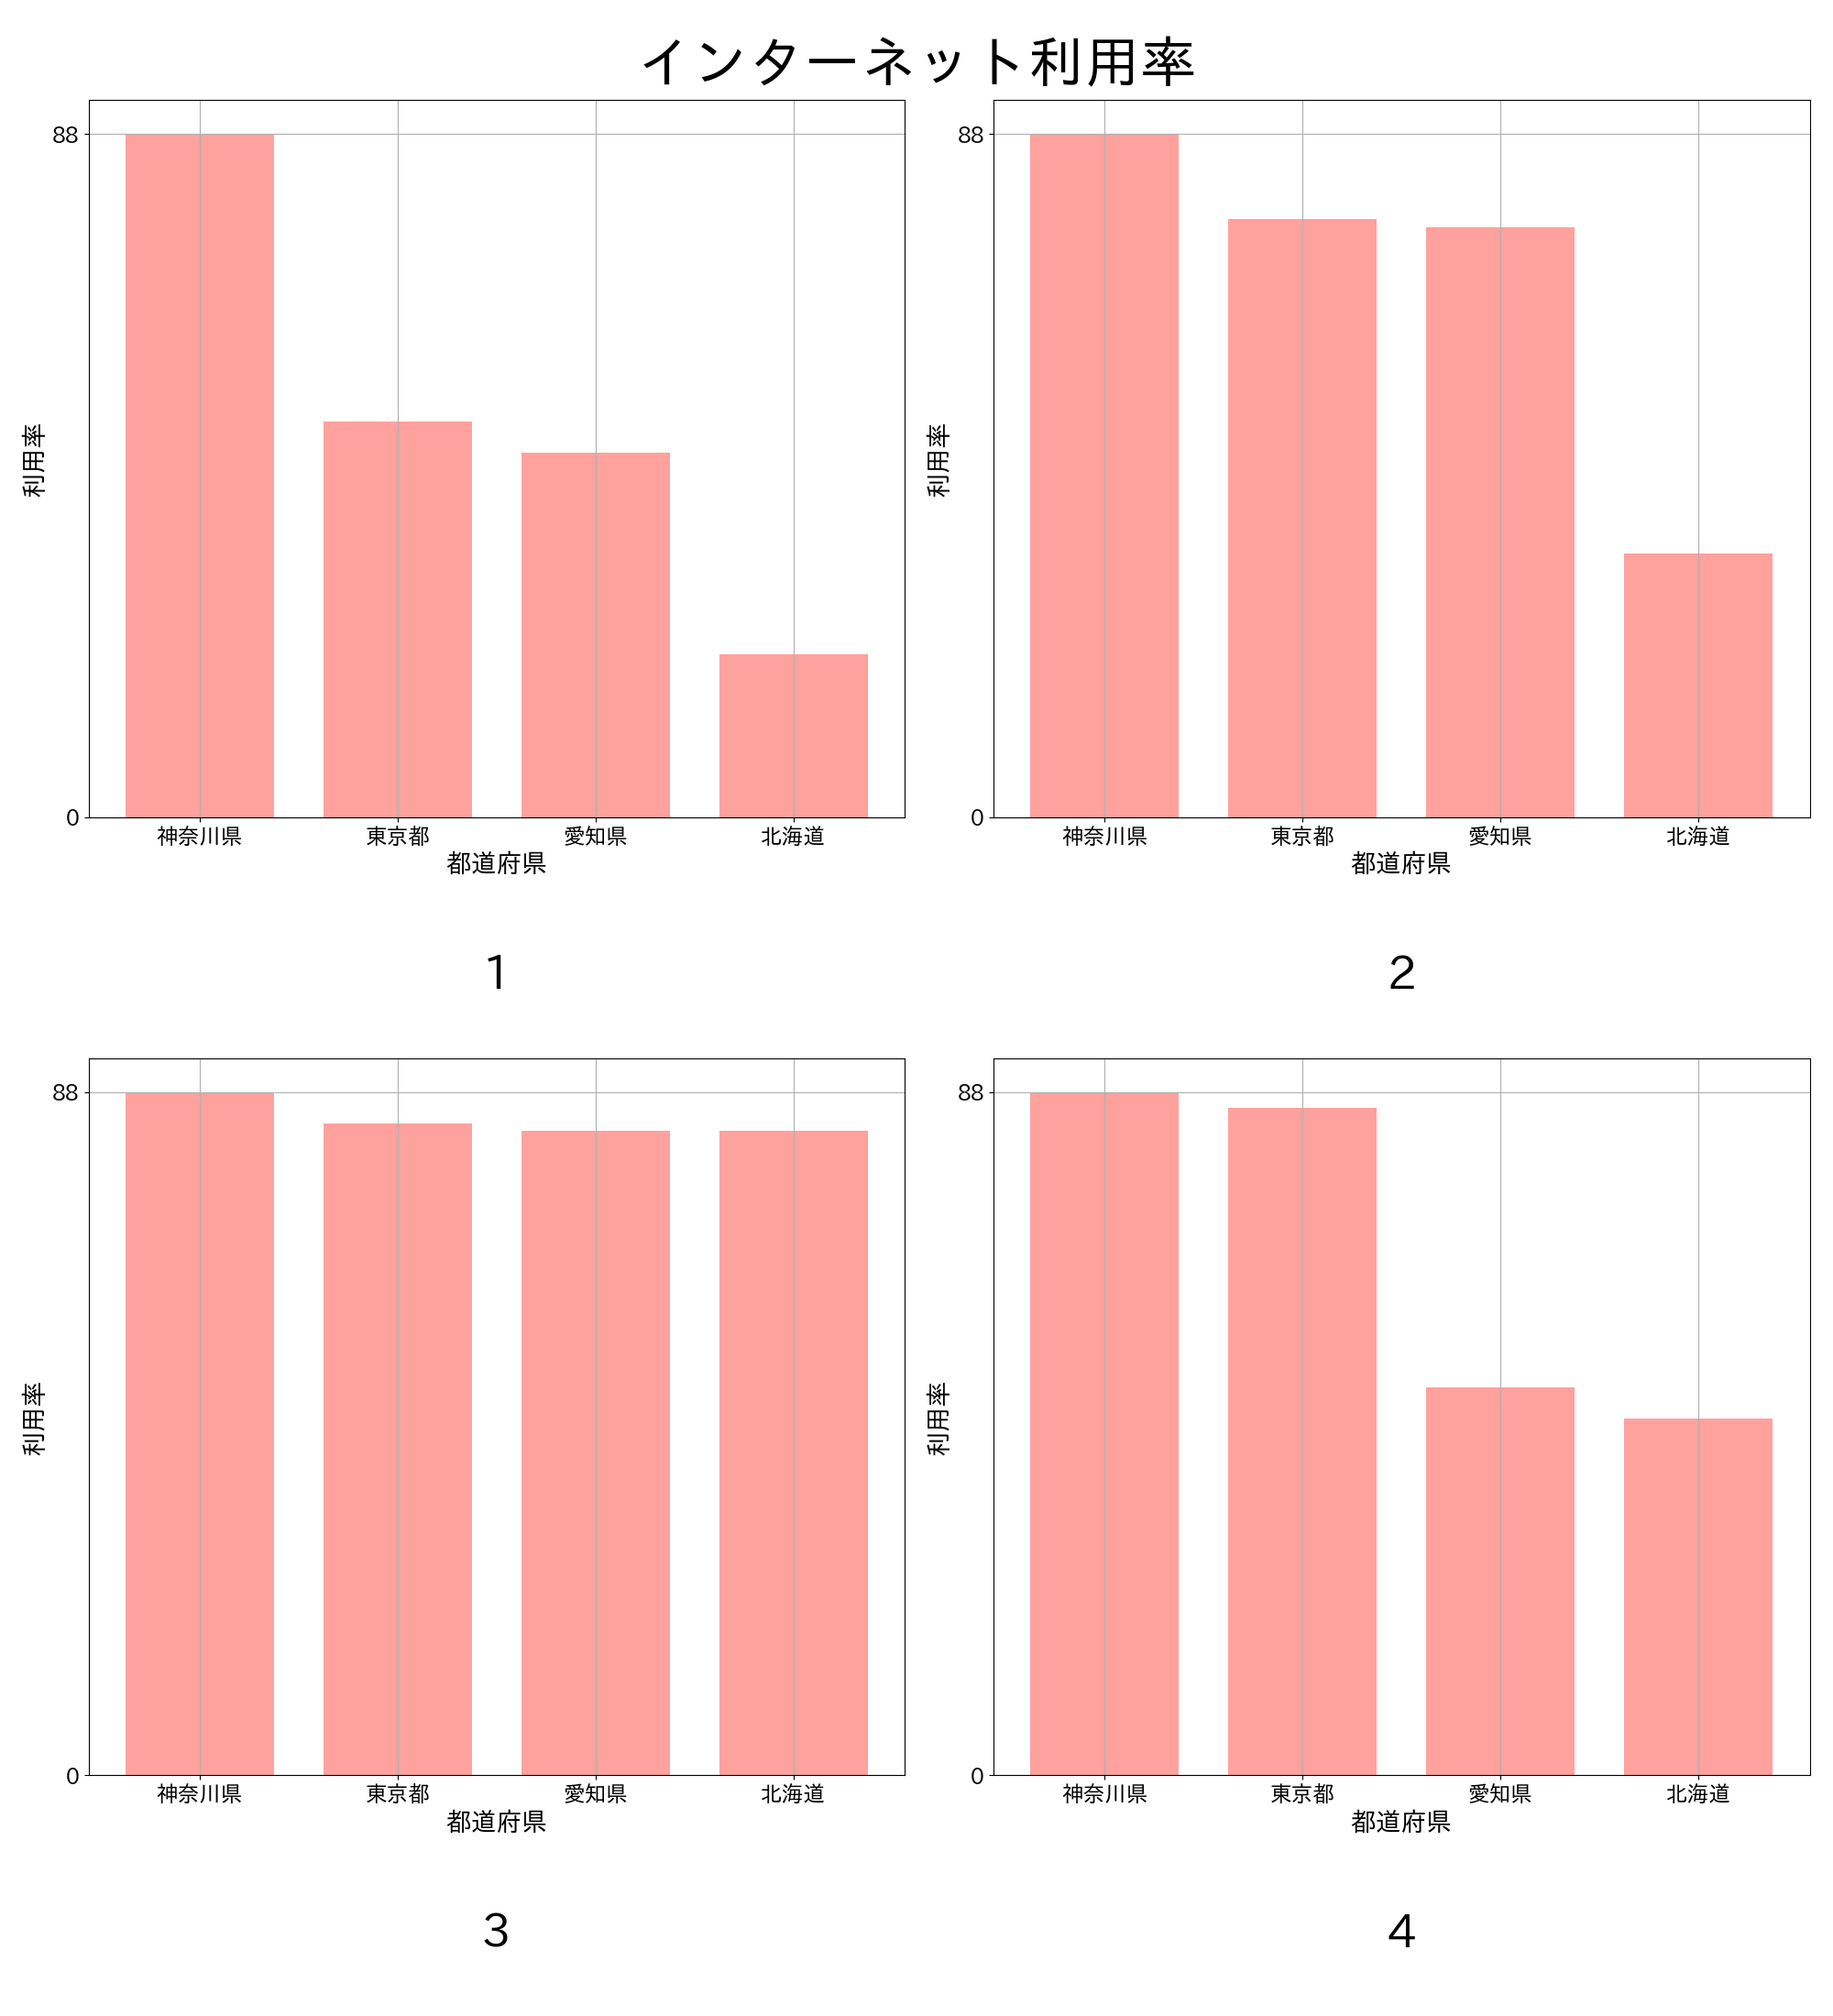 インターネット利用率
88
0
利用率
神奈川県 東京都 愛知県 北海道
都道府県
1
88
0
利用率
神奈川県 東京都 愛知県 北海道
都道府県
2
88
0
利用率
神奈川県 東京都 愛知県 北海道
都道府県
3
88
0
利用率
神奈川県 東京都 愛知県 北海道
都道府県
4